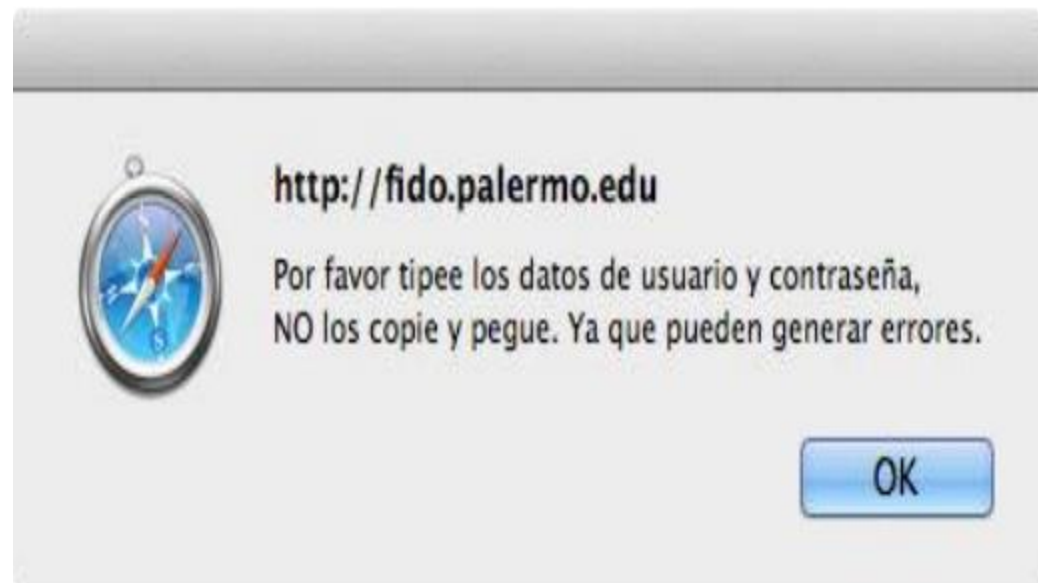 http://fido.palermo.edu
Por favor tipee los datos de usuario y contraseña,
NO los copie y pegue. Ya que pueden generar errores.
OK